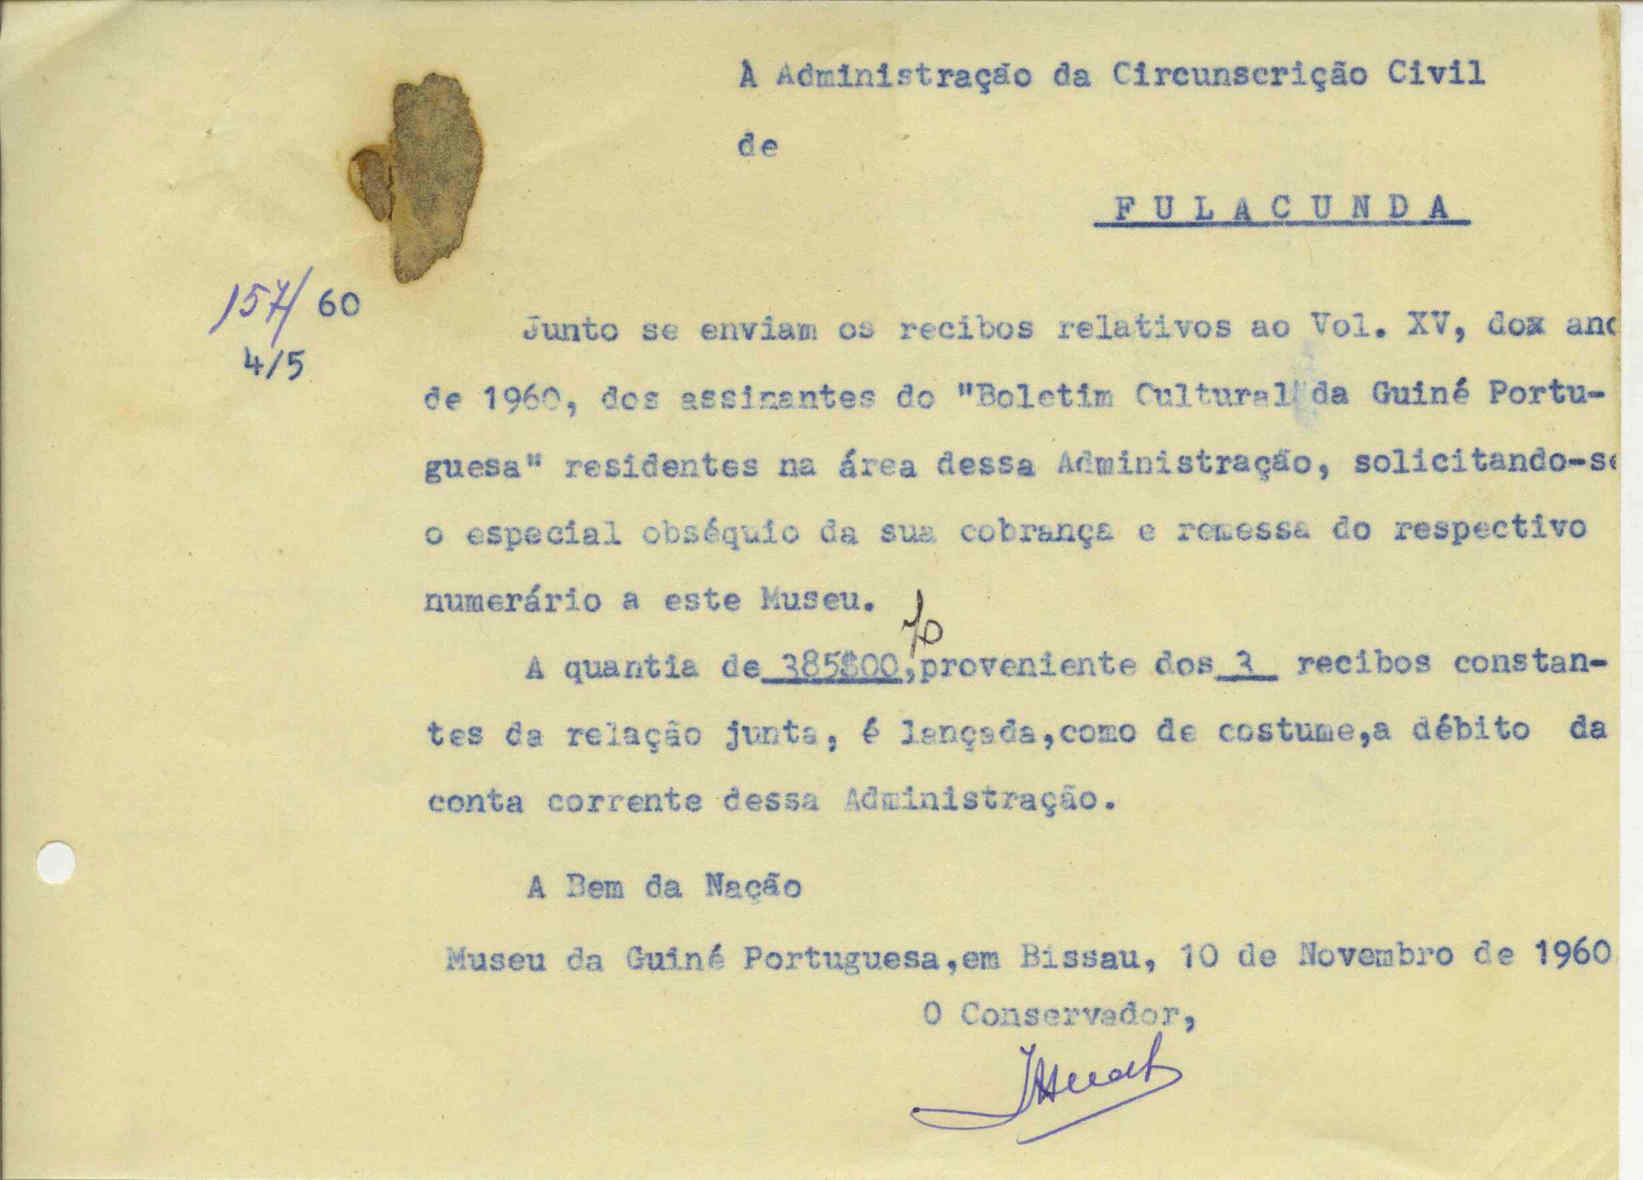 À Administração da Circunscrição Civil
de
FULACUNDA
157/60
4/5
Junto se enviam os recibos relativos ao Vol. XV, dox ano
de 1960, dos assinantes do "Boletim Cultural"da Guiné Portu-
guesa" residentes na área dessa Administração, solicitando-se
o especial obséquio da sua cobrança e remessa do respectivo
numerário a este Museu.
A quantia de 385$00, proveniente dos 3 recibos constan-
tes da relação junta, é lançada,como de costume,a débito da
conta corrente dessa Administração.
A Bem da Nação
Museu da Guiné Portuguesa,em Bissau, 10 de Novembro de 1960
O Conservador,